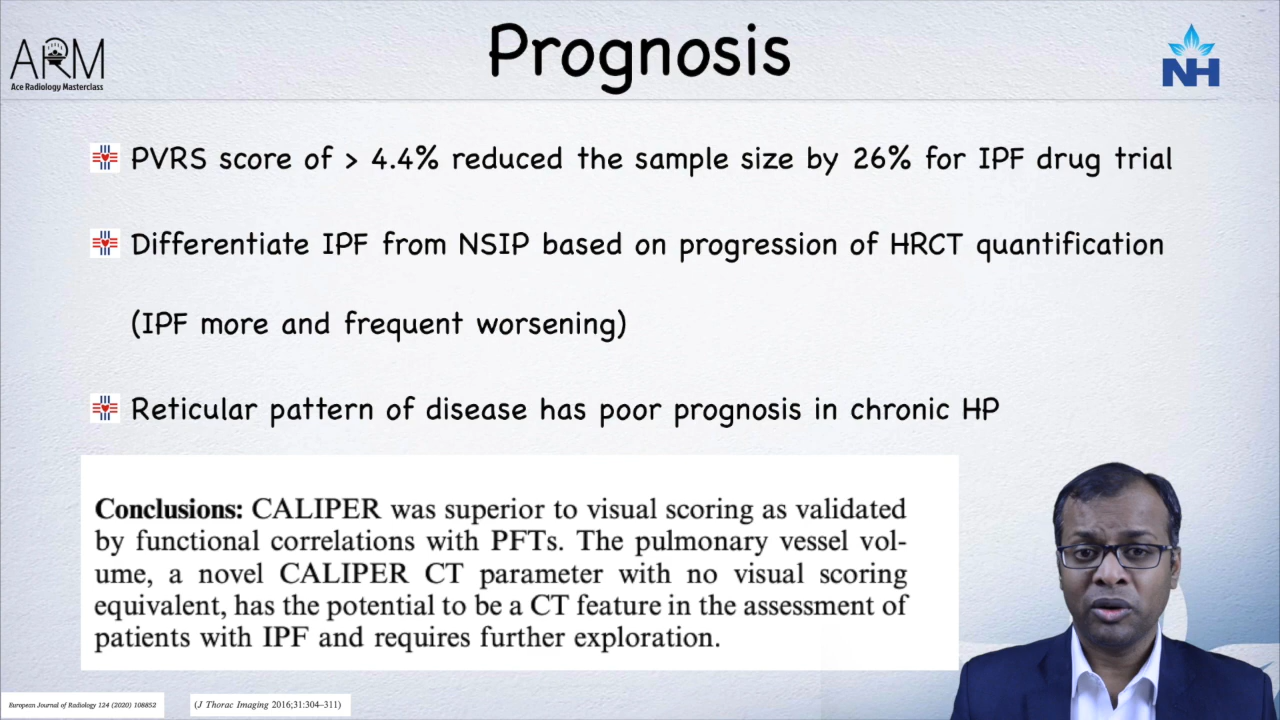 ARM
Ace Radiology Masterclass
Prognosis
NH
PVRS score of > 4.4% reduced the sample size by 26% for IPF drug trial
Differentiate IPF from NSIP based on progression of HRCT quantification
(IPF more and frequent worsening)
Reticular pattern of disease has poor prognosis in chronic HP
Conclusions: CALIPER was superior to visual scoring as validated
by functional correlations with PFTs. The pulmonary vessel vol-
ume, a novel CALIPER CT parameter with no visual scoring
equivalent, has the potential to be a CT feature in the assessment of
patients with IPF and requires further exploration.
European Journal of Radiology 124 (2020) 108852
(J Thorac Imaging 2016;31:304–311)